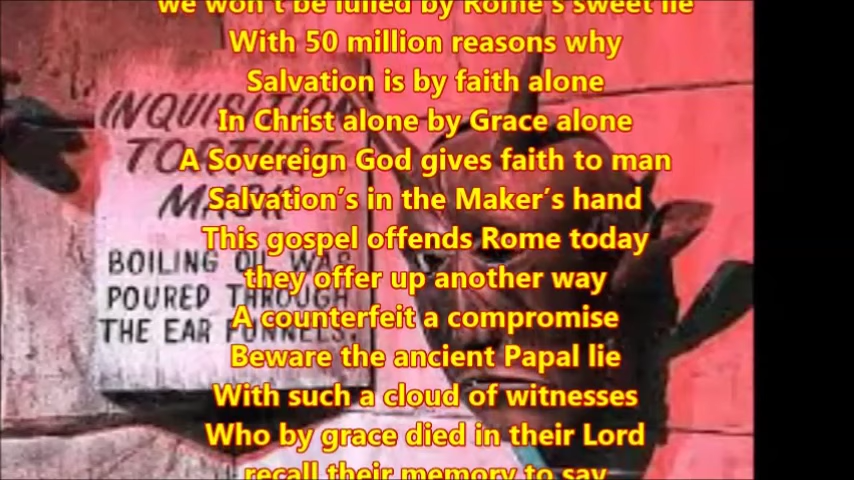 we won't be lulled by Rome's sweet lie
With 50 million reasons why
Salvation is by faith alone
In Christ alone by Grace alone
A Sovereign God gives faith to man
Salvation's in the Maker's hand
This gospel offends Rome today
they offer up another way
A counterfeit a compromise
Beware the ancient Papal lie
With such a cloud of witnesses
Who by grace died in their Lord
recall their memory to say
INQUISITION
TORTURE
MASK
BOILING OIL WAS
POURED THROUGH
THE EAR FUNNELS.